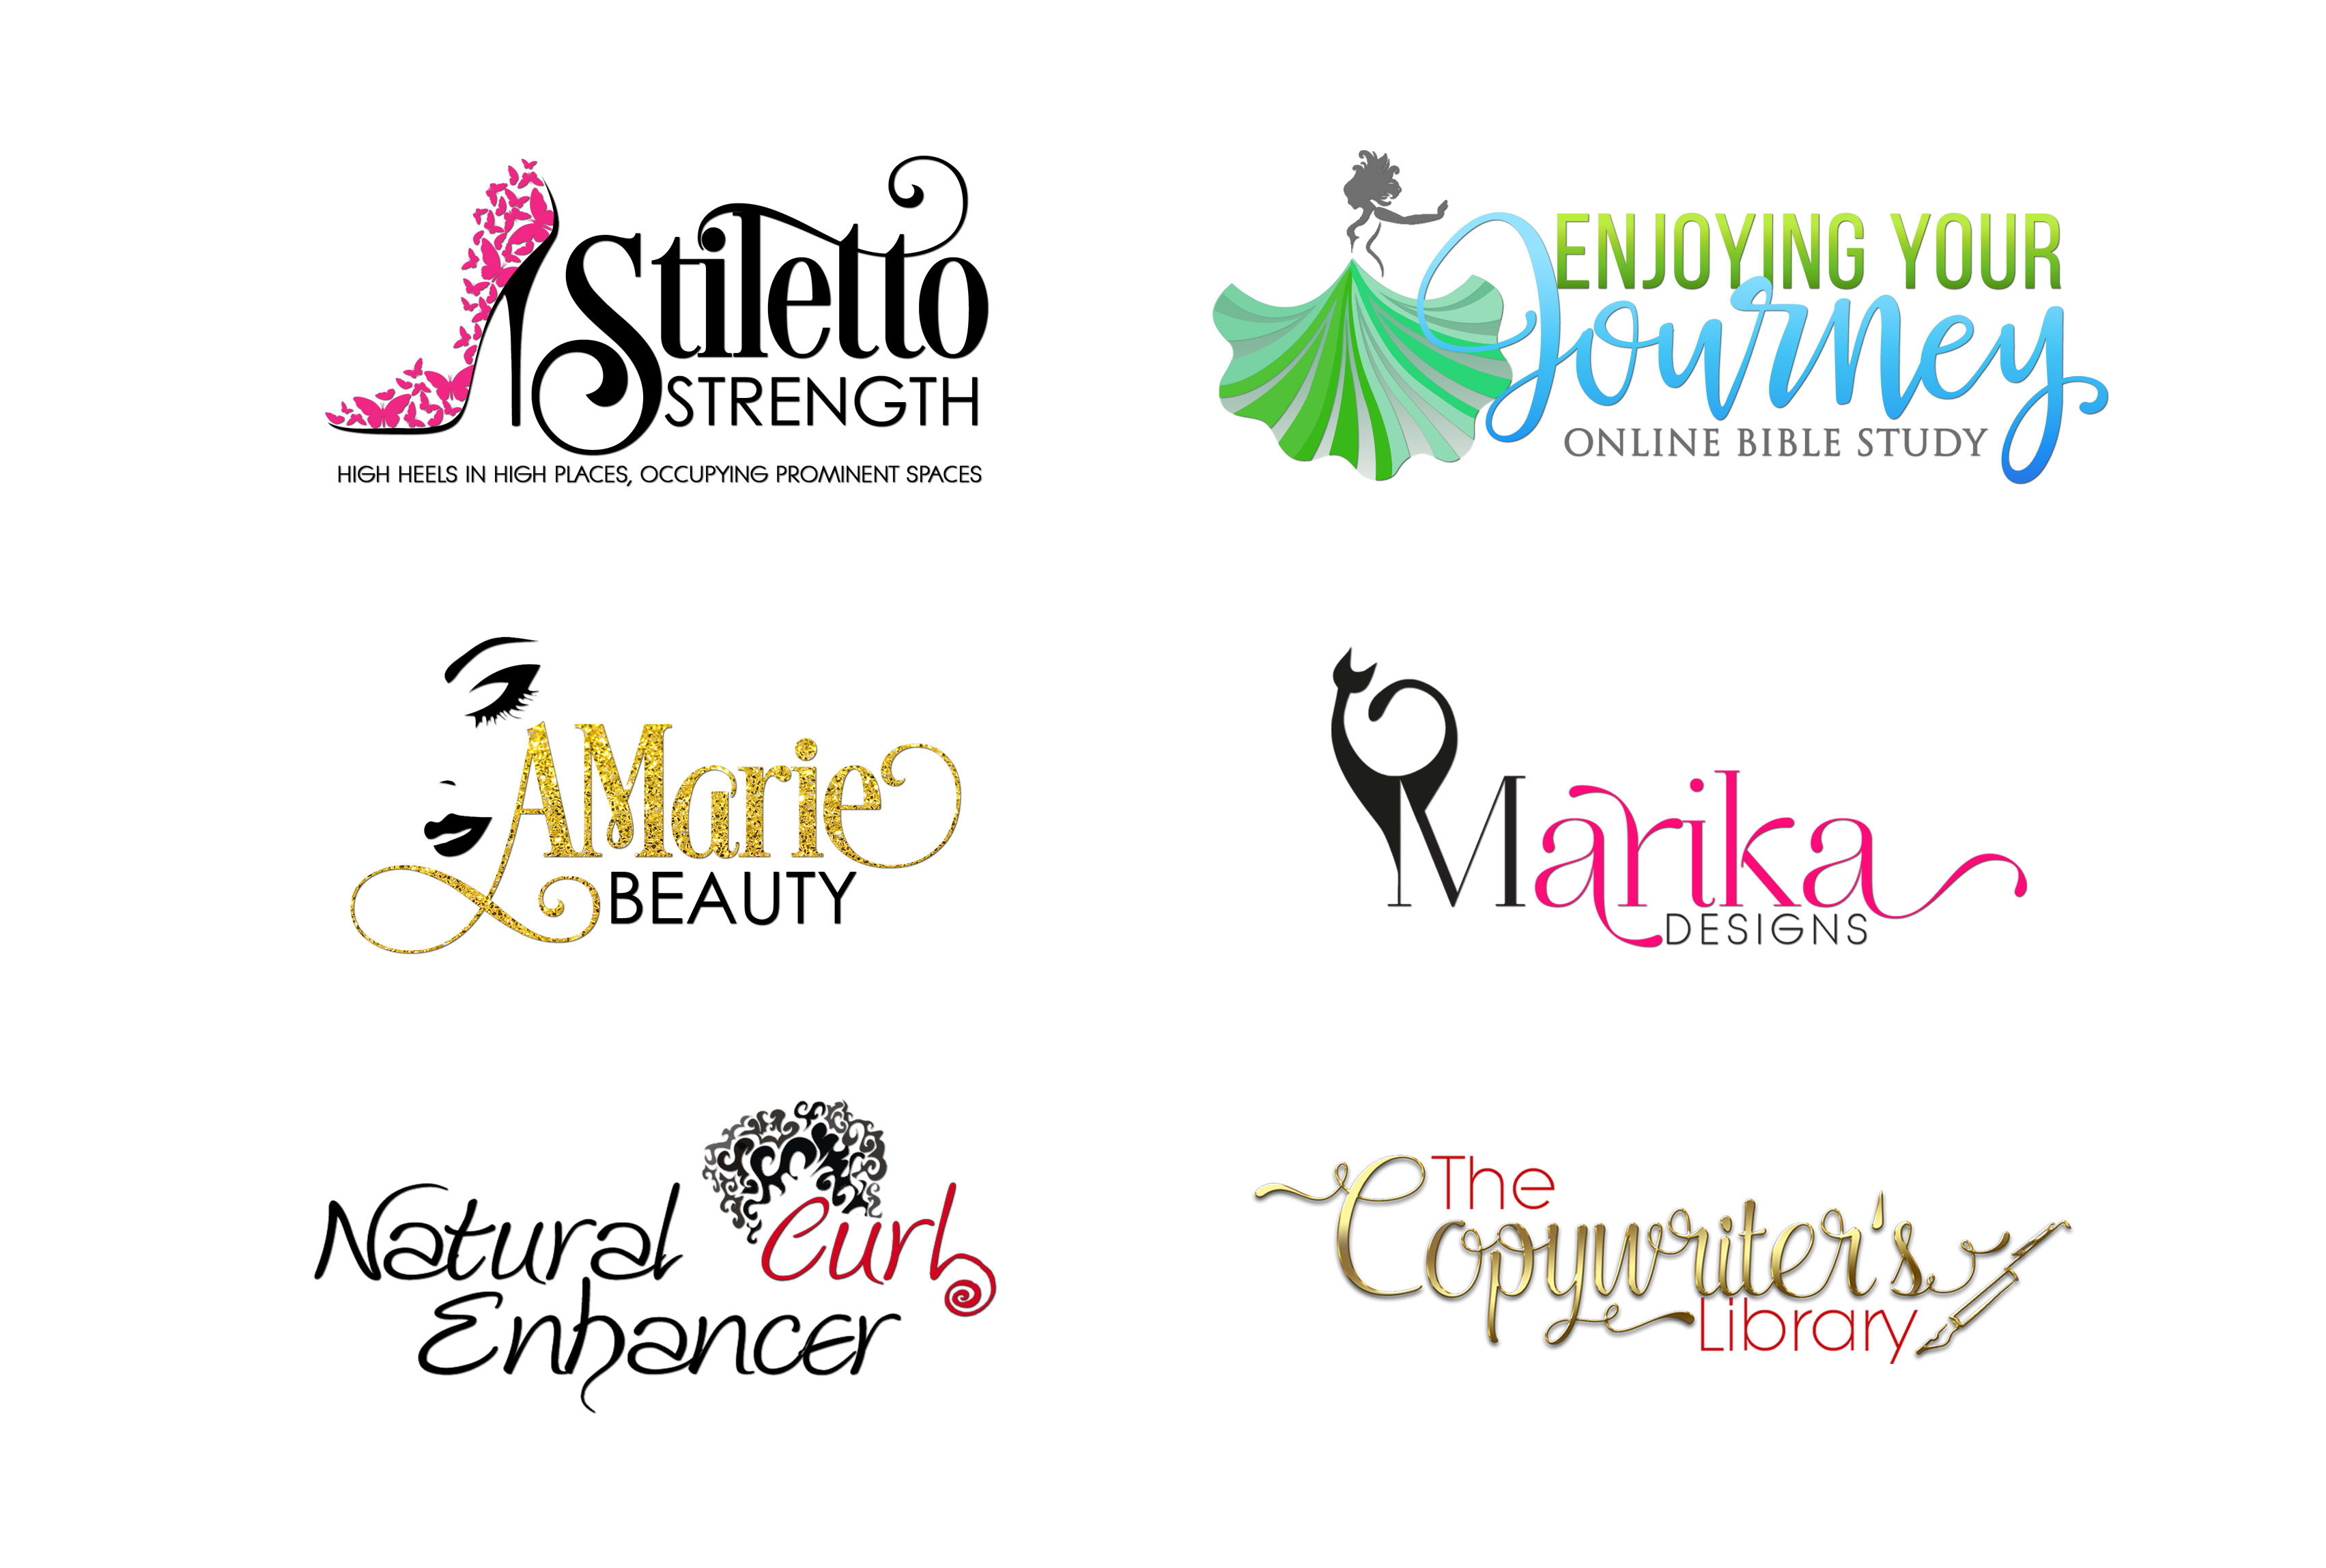 Stiletto
STRENGTH
HIGH HEELS IN HIGH PLACES, OCCUPYING PROMINENT SPACES
ENJOYING YOUR
Journey
ONLINE BIBLE STUDY
AMarie
BEAUTY
Marika
DESIGNS
Natural Curl
Enhancer
The
Copywriter's
Library